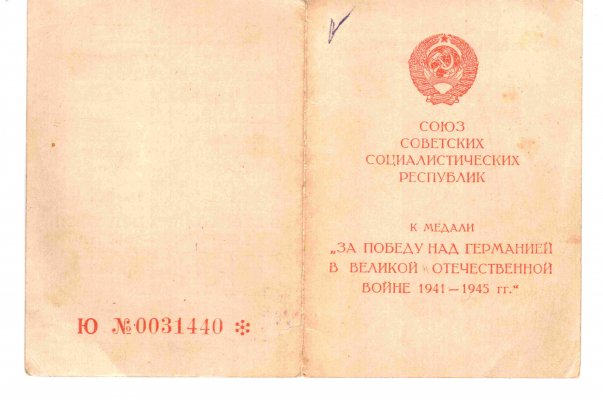 Ю №0031440 ✻
СОЮЗ
СОВЕТСКИХ
СОЦИАЛИСТИЧЕСКИХ
РЕСПУБЛИК
К МЕДАЛИ
„ЗА ПОБЕДУ НАД ГЕРМАНИЕЙ
В ВЕЛИКОЙ ОТЕЧЕСТВЕННОЙ
ВОЙНЕ 1941—1945 гг.“